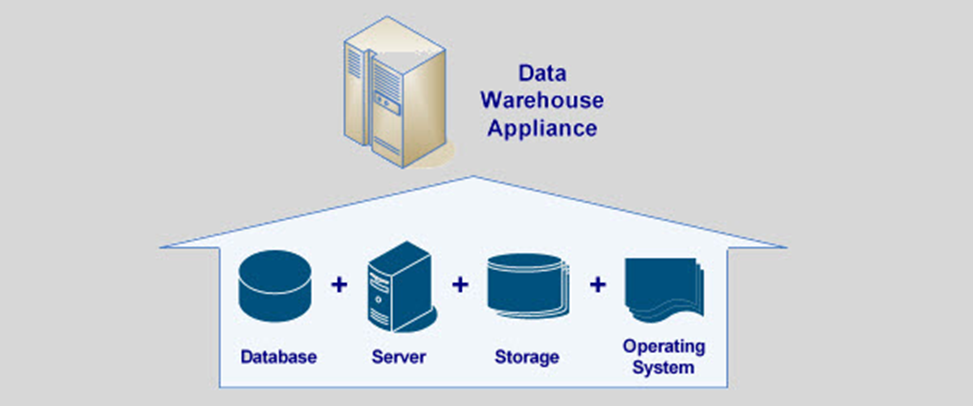 Data
Warehouse
Appliance
+ + +
Database Server Storage Operating
System